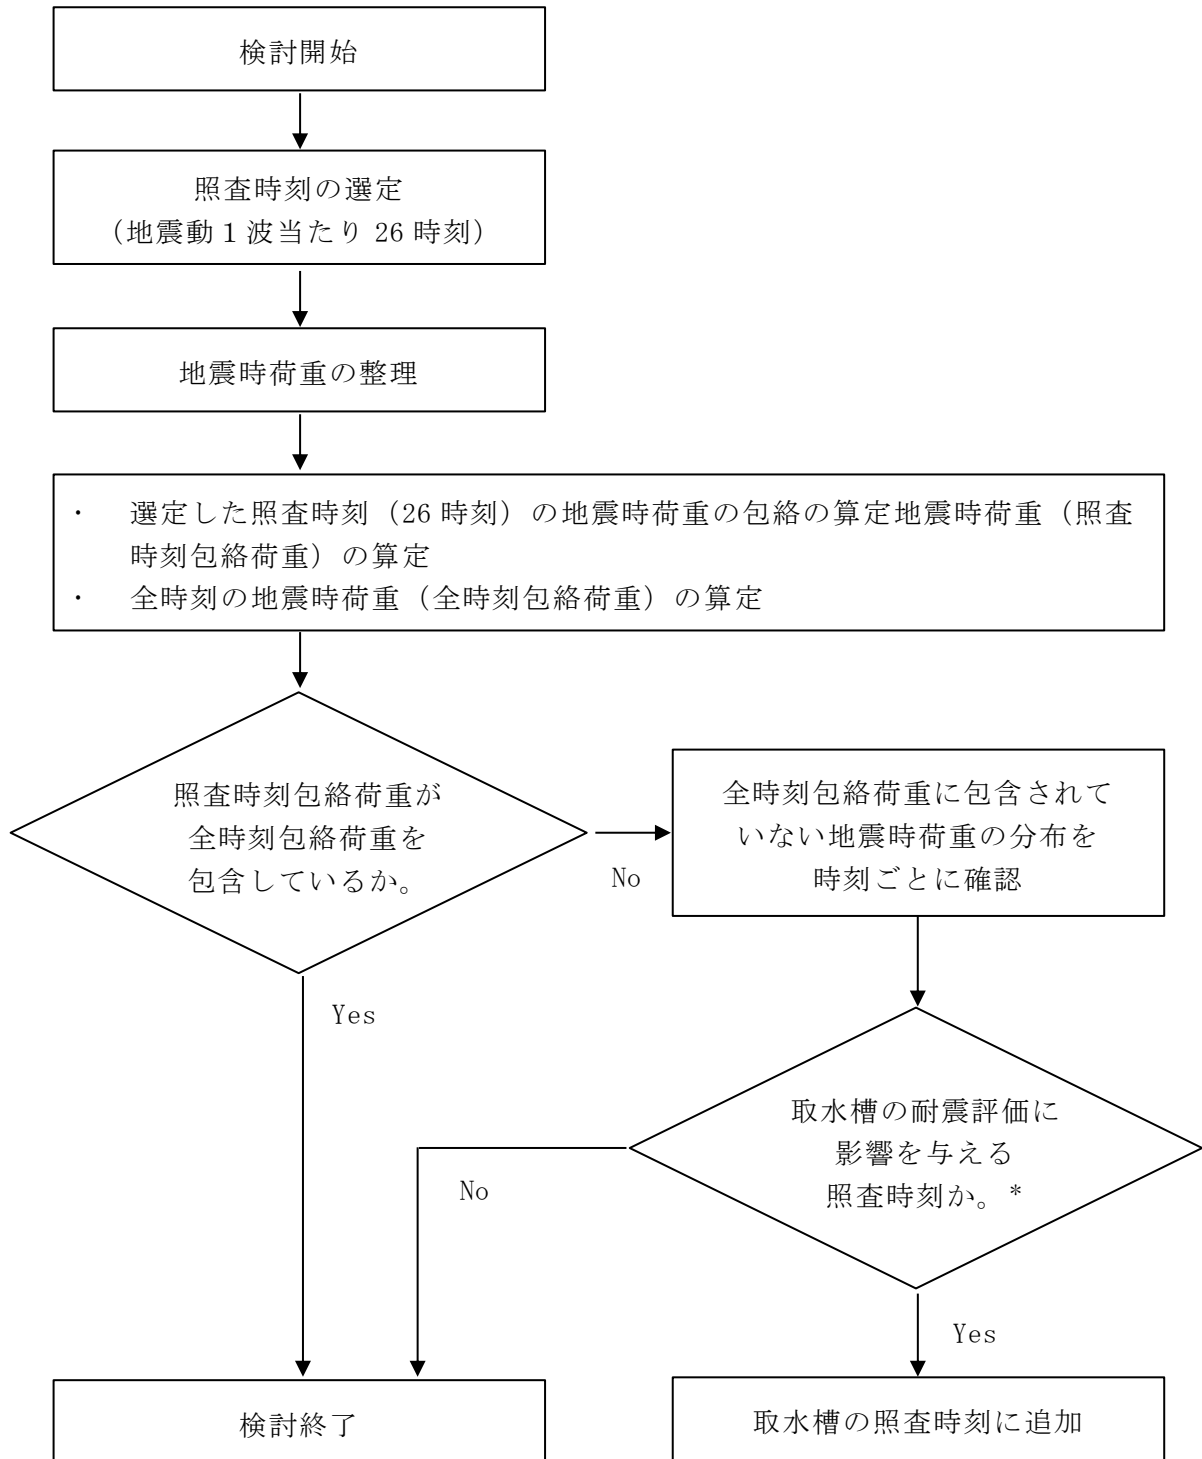 検討開始
照査時刻の選定
（地震動１波当たり 26 時刻）
地震時荷重の整理
・ 選定した照査時刻（26 時刻）の地震時荷重の包絡の算定地震時荷重（照査
時刻包絡荷重）の算定
・ 全時刻の地震時荷重（全時刻包絡荷重）の算定
照査時刻包絡荷重が
全時刻包絡荷重を
包含しているか。
No
全時刻包絡荷重に包含されて
いない地震時荷重の分布を
時刻ごとに確認
Yes
取水槽の耐震評価に
影響を与える
照査時刻か。*
No
Yes
検討終了
取水槽の照査時刻に追加